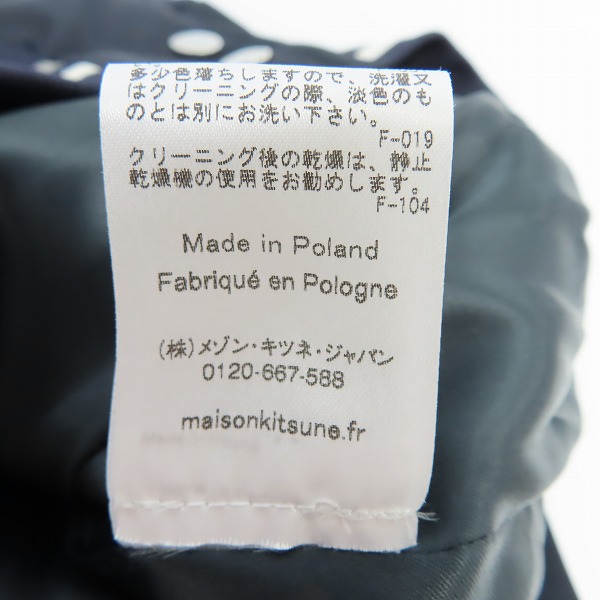 多少色落ちしますので、洗濯又
はクリーニングの際、淡色のも
のとは別にお洗い下さい。
F-019
クリーニング後の乾燥は、静止
乾燥機の使用をお勧めします。
F-104
Made in Poland
Fabriqué en Pologne
(株)メゾン・キツネ・ジャパン
0120-667-588
maisonkitsune.fr